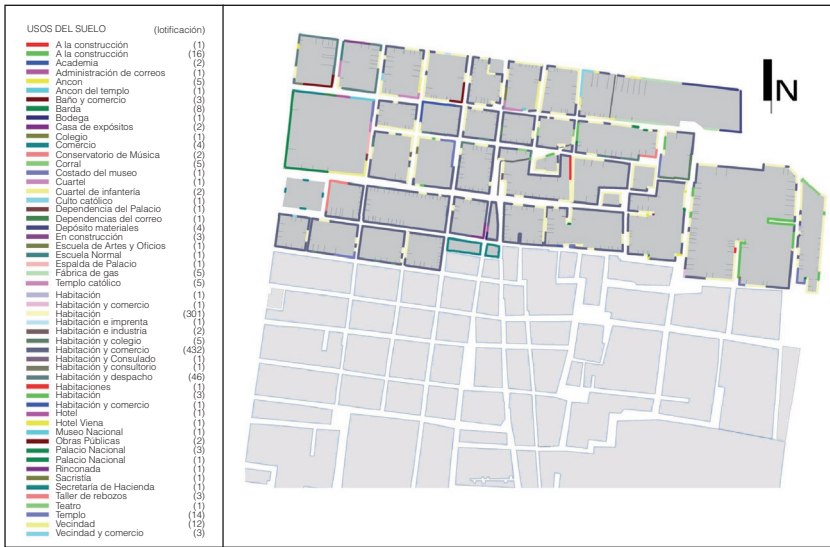 USOS DEL SUELO (lotificación)
A la construcción (1)
A la construcción (16)
Academia (2)
Administración de correos (1)
Ancon (5)
Ancon del templo (1)
Baño y comercio (3)
Barda (8)
Bodega (1)
Casa de expósitos (2)
Colegio (1)
Comercio (4)
Conservatorio de Música (2)
Corral (5)
Costado del museo (1)
Cuartel (1)
Cuartel de infantería (2)
Culto católico (1)
Dependencia del Palacio (1)
Dependencias del correo (1)
Depósito materiales (4)
En construcción (3)
Escuela de Artes y Oficios (1)
Escuela Normal (1)
Espalda de Palacio (1)
Fábrica de gas (5)
Templo católico (5)
Habitación (1)
Habitación y comercio (1)
Habitación (301)
Habitación e imprenta (1)
Habitación e industria (2)
Habitación y colegio (5)
Habitación y comercio (432)
Habitación y Consulado (1)
Habitación y consultorio (1)
Habitación y despacho (46)
Habitaciones (1)
Habitación (3)
Habitación y comercio (1)
Hotel (1)
Hotel Viena (1)
Museo Nacional (1)
Obras Públicas (2)
Palacio Nacional (3)
Palacio Nacional (1)
Rinconada (1)
Sacristía (1)
Secretaría de Hacienda (1)
Taller de rebozos (3)
Teatro (1)
Templo (14)
Vecindad (12)
Vecindad y comercio (3)
N